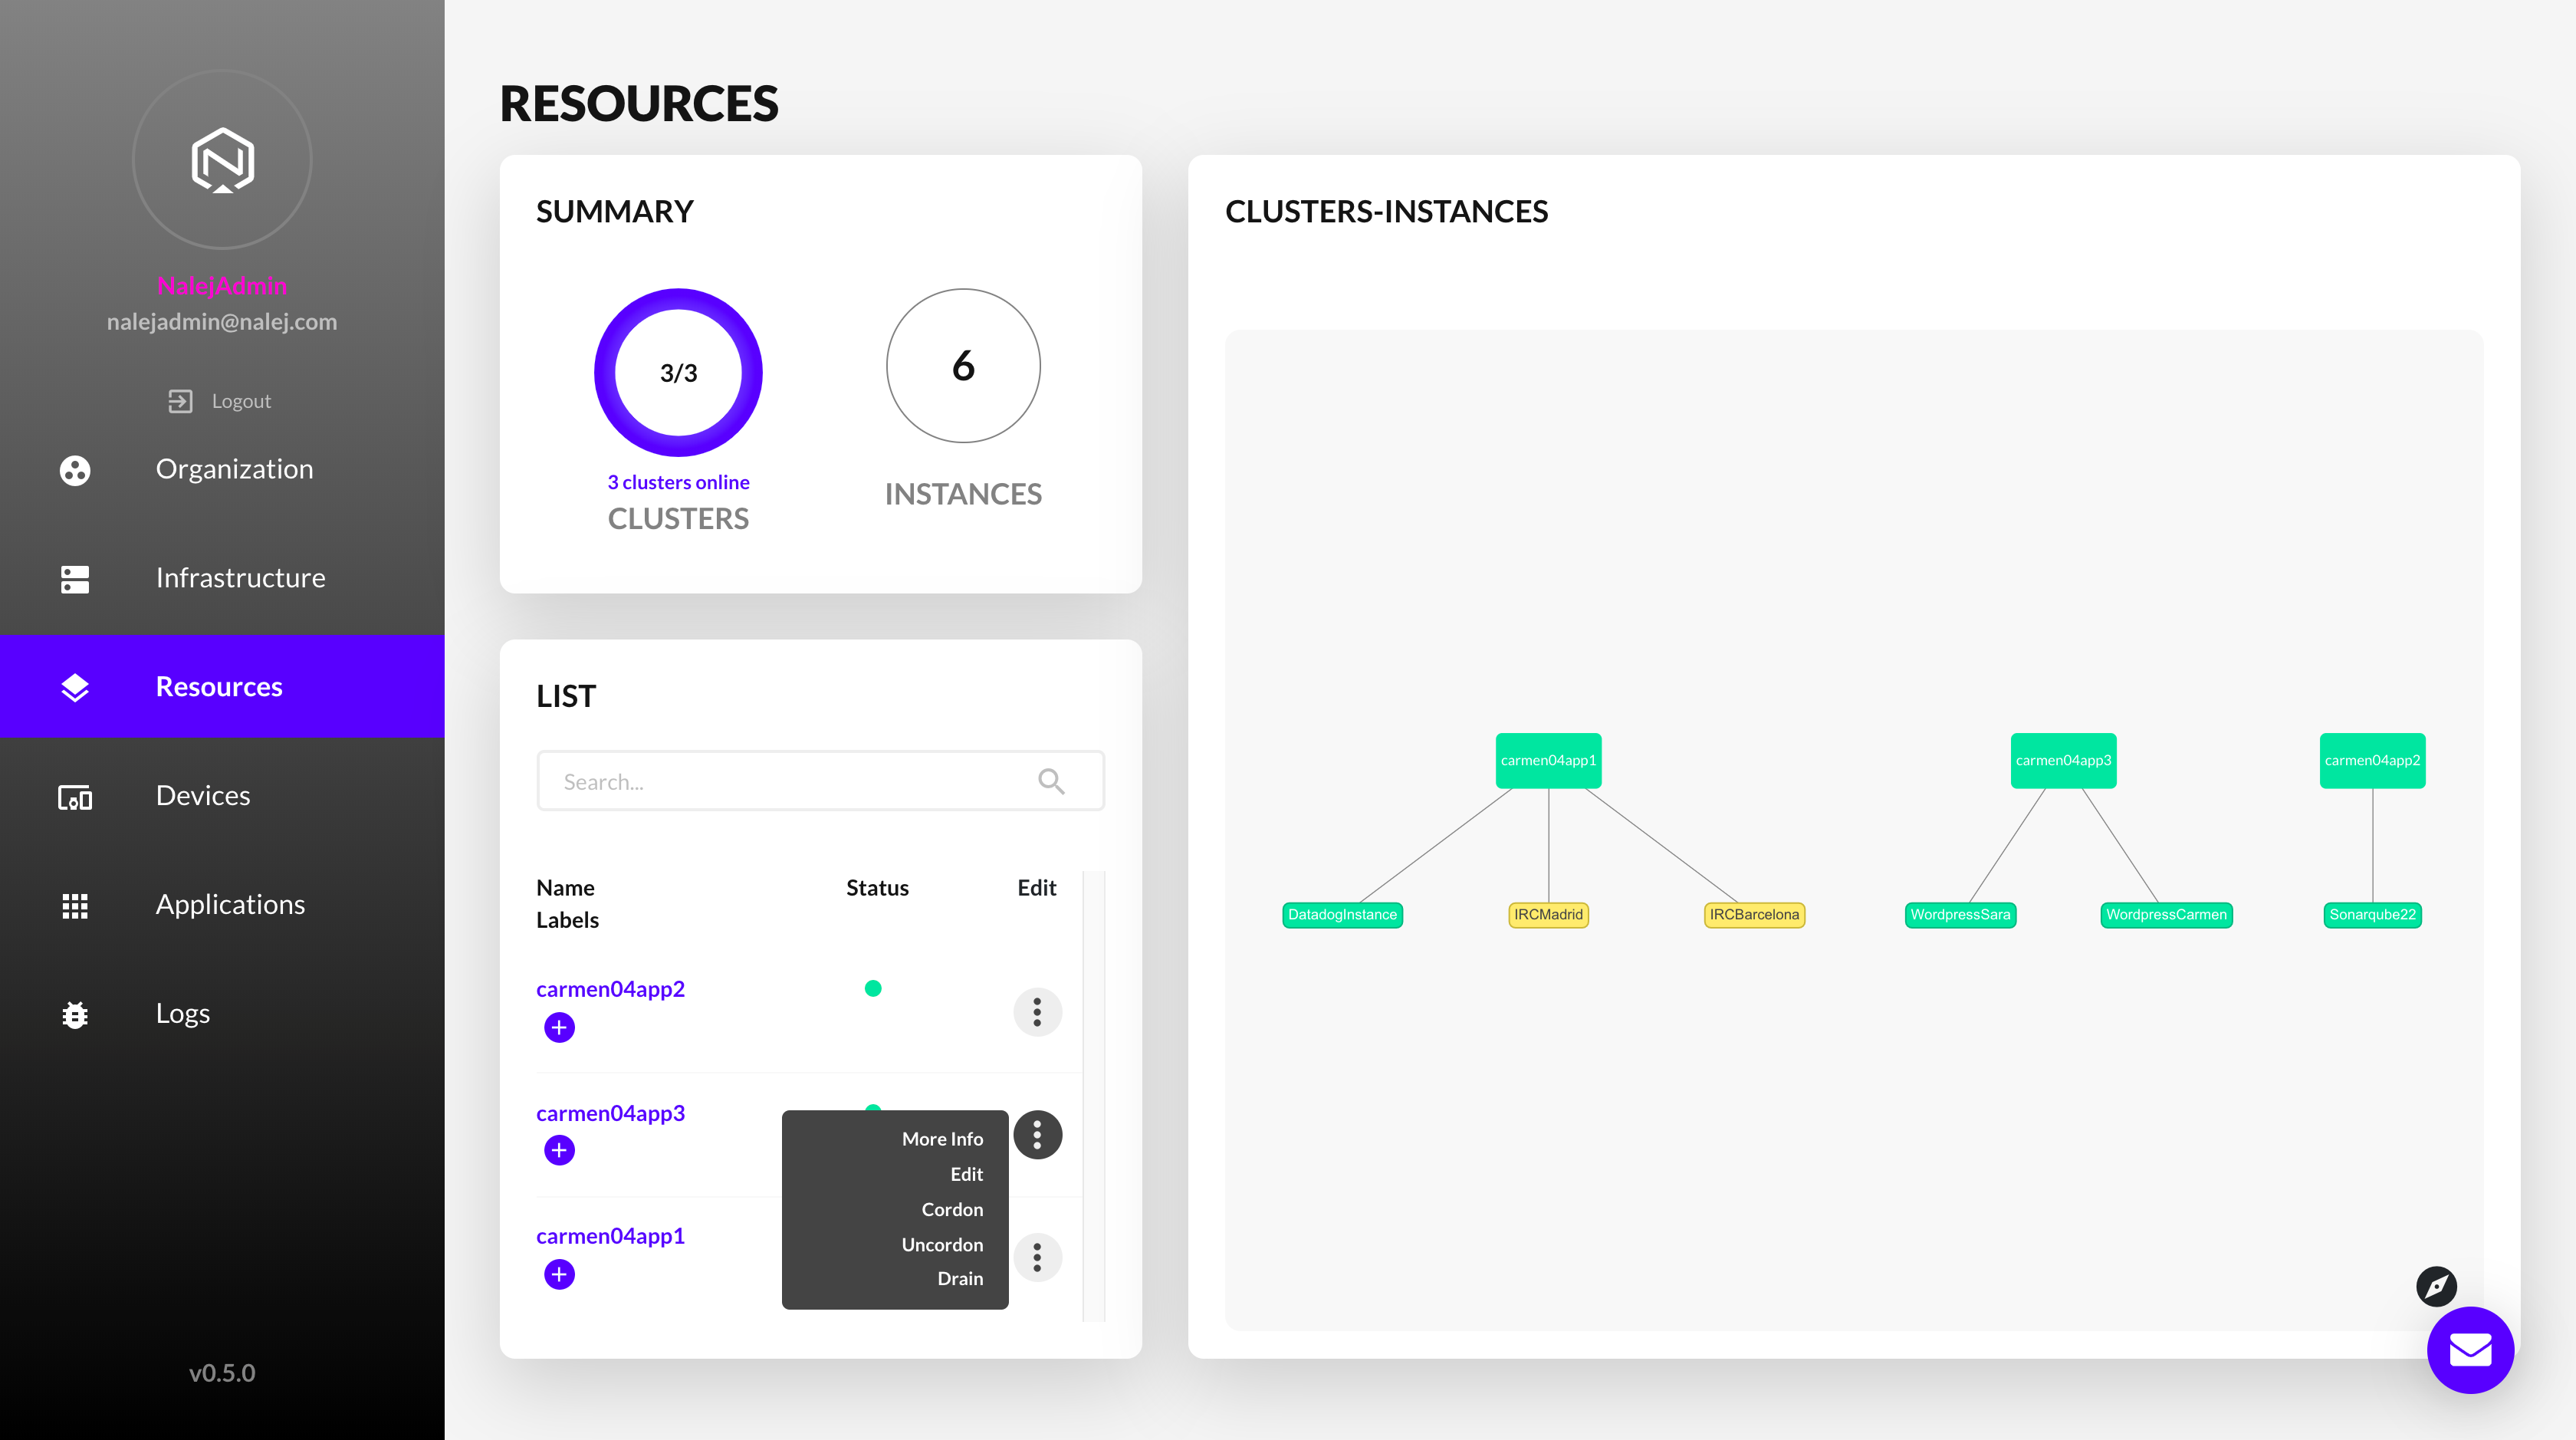 NalejAdmin
nalejadmin@nalej.com
Logout
Organization
Infrastructure
Resources
Devices
Applications
Logs
v0.5.0
RESOURCES
SUMMARY
3/3
3 clusters online
CLUSTERS
6
INSTANCES
LIST
Search...
Name
Labels
Status
Edit
carmen04app2
carmen04app3
carmen04app1
More Info
Edit
Cordon
Uncordon
Drain
CLUSTERS-INSTANCES
carmen04app1
carmen04app3
carmen04app2
DatadogInstance
IRCMadrid
IRCBarcelona
WordpressSara
WordpressCarmen
Sonarqube22